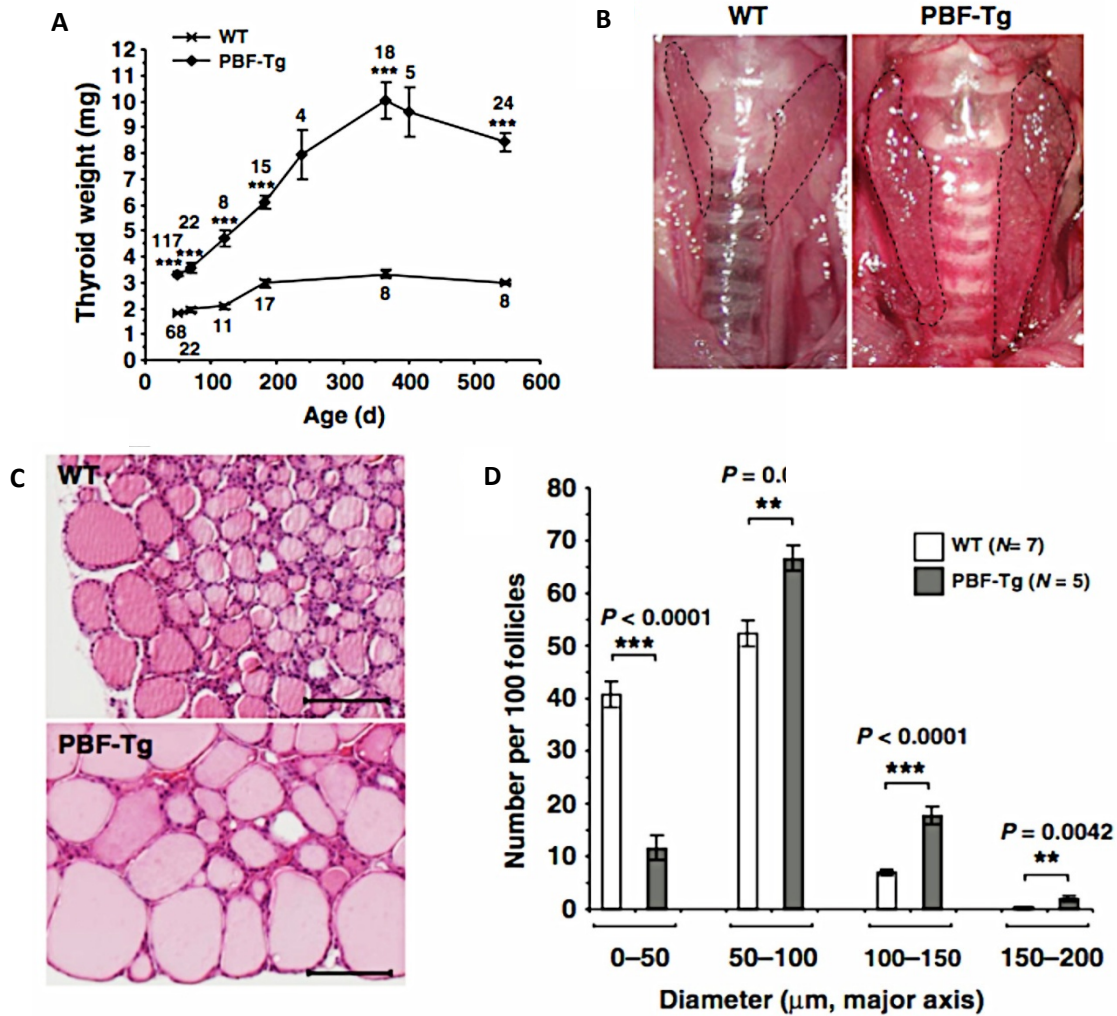 A
WT
PBF-Tg
Thyroid weight (mg)
12
11
10
9
8
7
6
5
4
3
2
1
0
117
***
22
***
8
***
15
***
4
18
***
5
24
***
68
22
11
17
8
8
0 100 200 300 400 500 600
Age (d)
B
WT PBF-Tg
C
WT
PBF-Tg
D
Number per 100 follicles
80
70
60
50
40
30
20
10
0
WT (N= 7)
PBF-Tg (N = 5)
P < 0.0001
***
P = 0.
**
P < 0.0001
***
P = 0.0042
**
0–50 50–100 100–150 150–200
Diameter (μm, major axis)